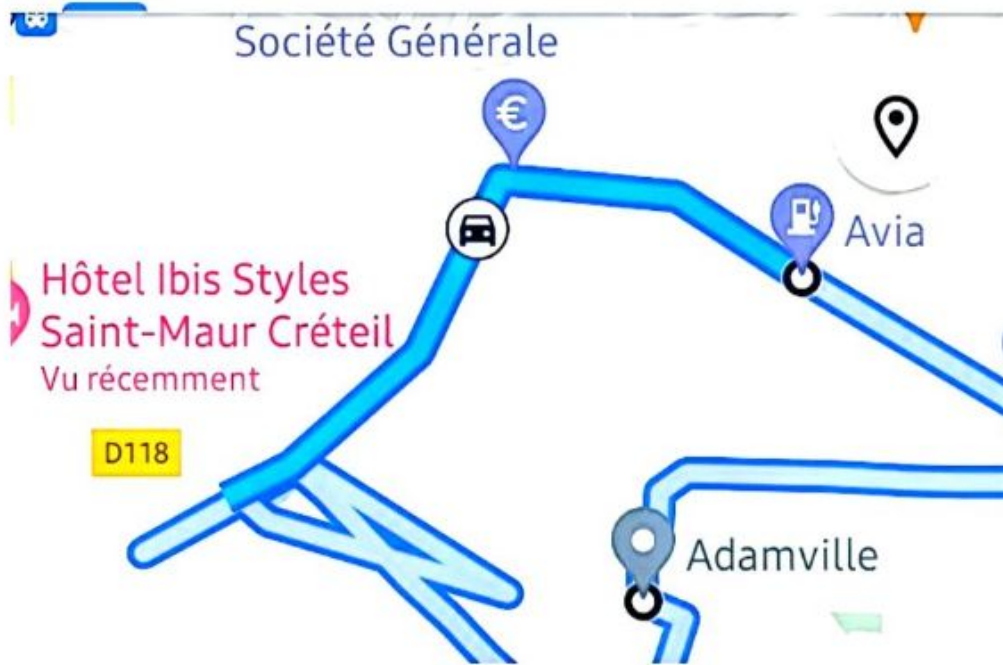 Société Générale
€
Avia
Hôtel Ibis Styles
Saint-Maur Créteil
Vu récemment
D118
Adamville